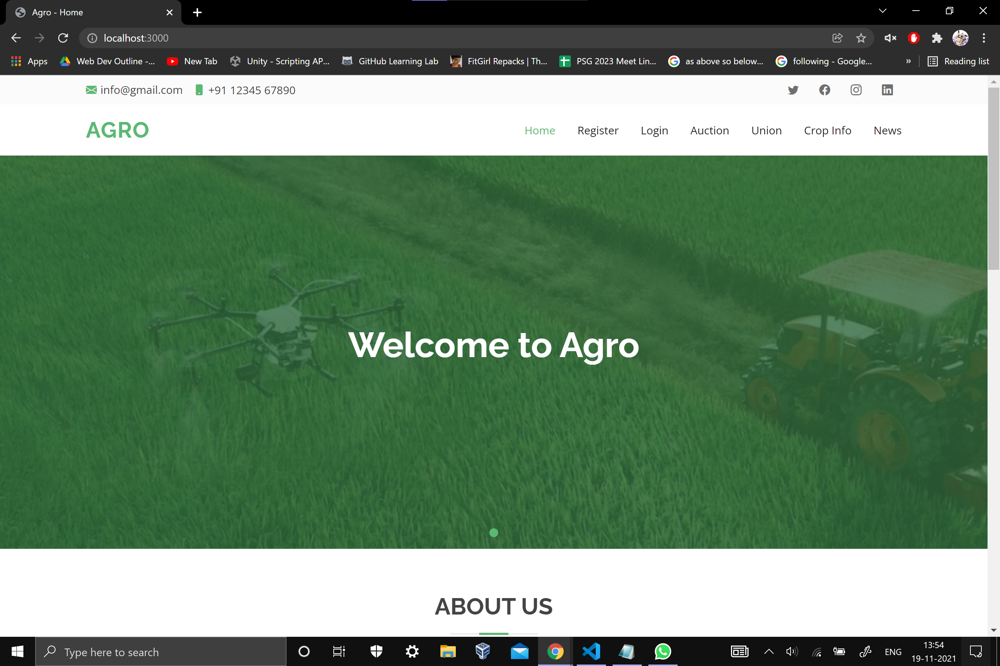 Agro - Home
localhost:3000
Apps
Web Dev Outline -...
New Tab
Unity - Scripting AP...
GitHub Learning Lab
FitGirl Repacks | Th...
PSG 2023 Meet Lin...
as above so below...
following - Google...
»
Reading list
info@gmail.com
+91 12345 67890
AGRO
Home
Register
Login
Auction
Union
Crop Info
News
Welcome to Agro
ABOUT US
Type here to search
ENG
13:54
19-11-2021